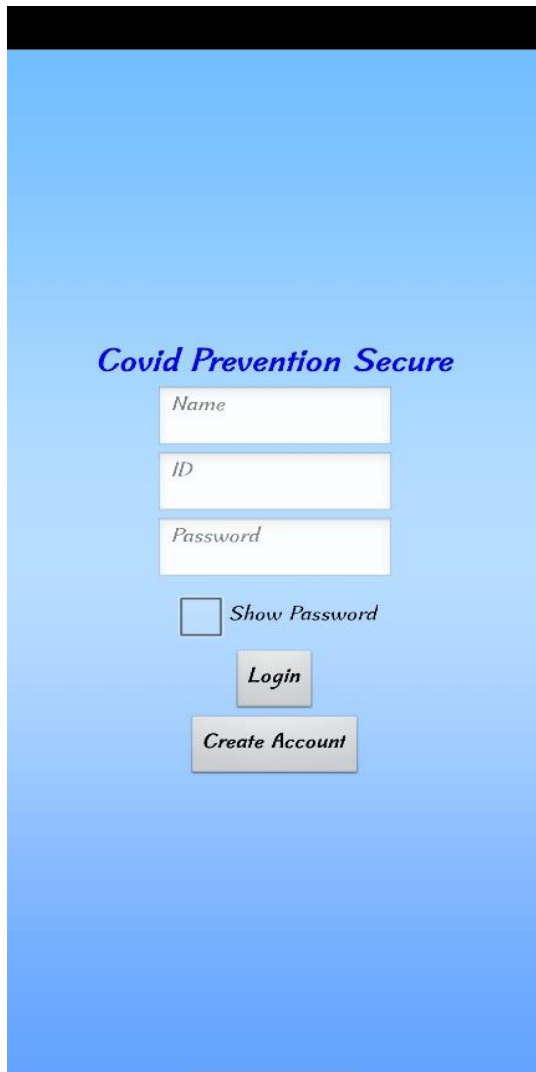 Covid Prevention Secure
Name
ID
Password
Show Password
Login
Create Account